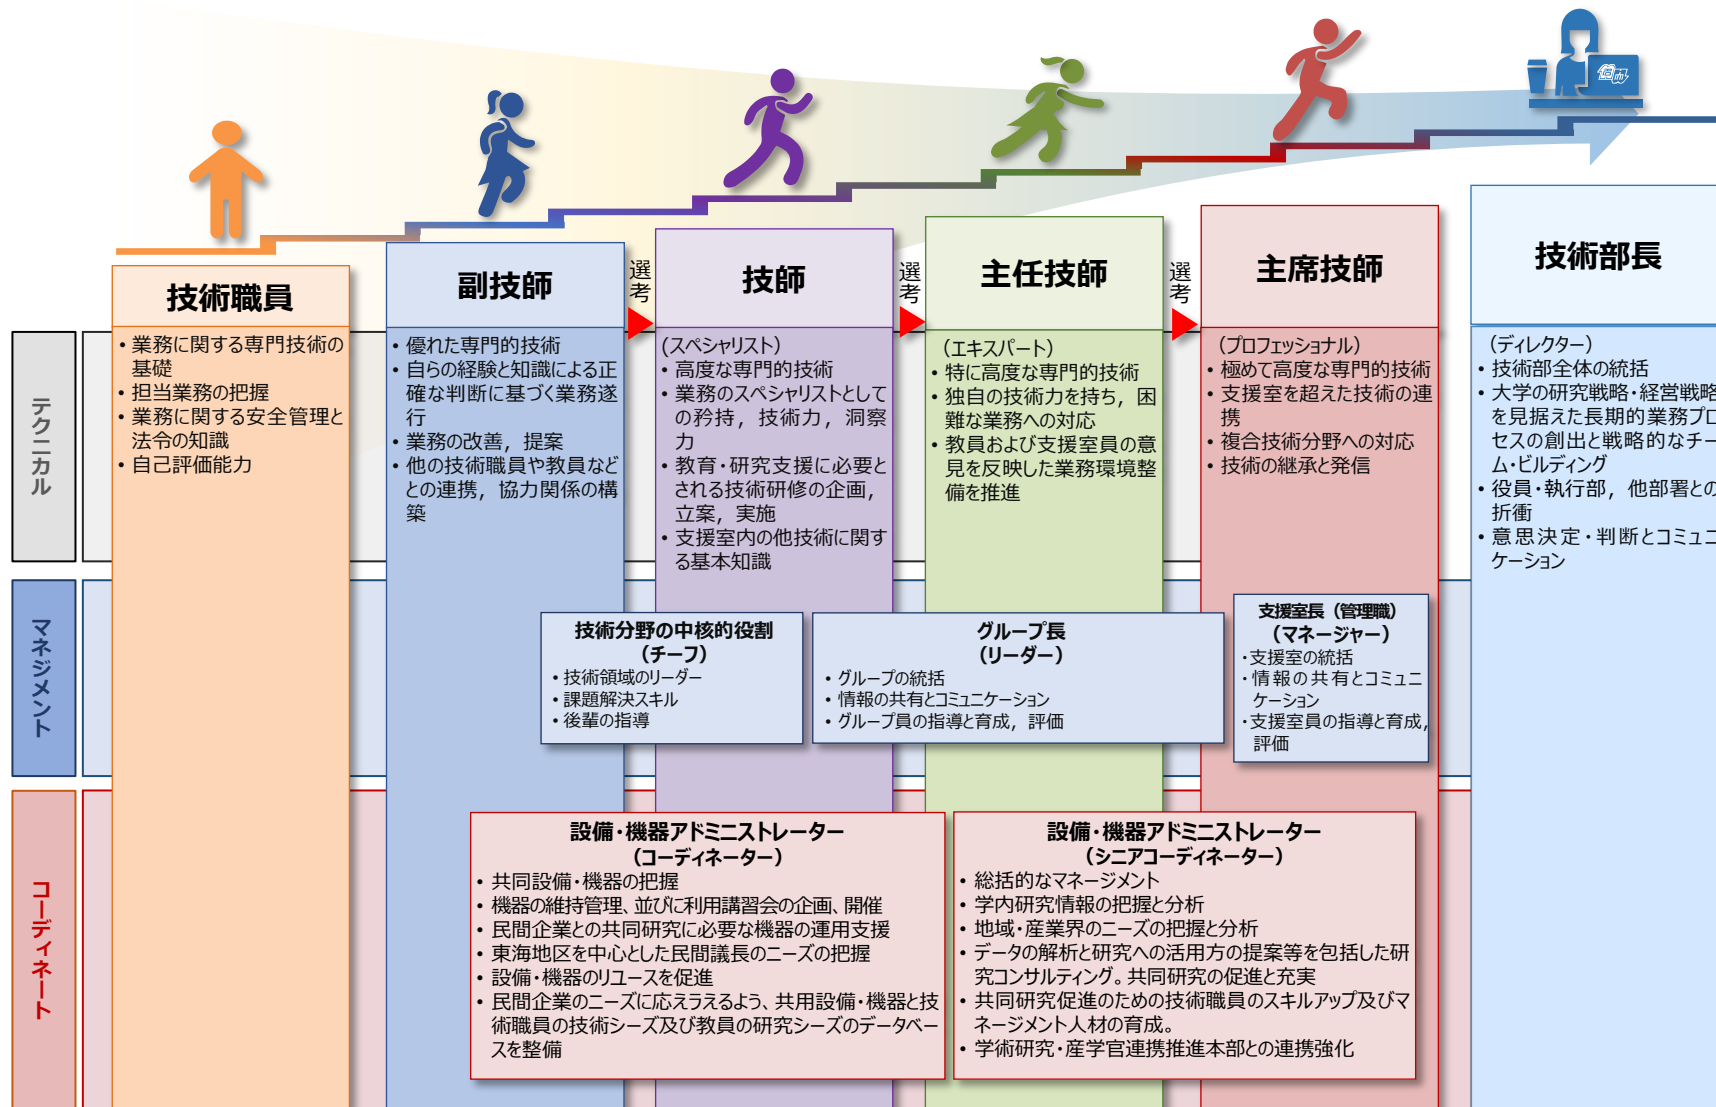 技術職員
副技師
選考
技師
選考
主任技師
選考
主席技師
技術部長
テクニカル
• 業務に関する専門技術の
基礎
• 担当業務の把握
• 業務に関する安全管理と
法令の知識
• 自己評価能力
• 優れた専門的技術
• 自らの経験と知識による正
確な判断に基づく業務遂
行
• 業務の改善，提案
• 他の技術職員や教員など
との連携，協力関係の構
築
(スペシャリスト)
• 高度な専門的技術
• 業務のスペシャリストとして
の矜持，技術力，洞察
力
• 教育・研究支援に必要と
される技術研修の企画，
立案，実施
• 支援室内の他技術に関す
る基本知識
（エキスパート）
• 特に高度な専門的技術
• 独自の技術力を持ち，困
難な業務への対応
• 教員および支援室員の意
見を反映した業務環境整
備を推進
（プロフェッショナル）
• 極めて高度な専門的技術
• 支援室を超えた技術の連
携
• 複合技術分野への対応
• 技術の継承と発信
（ディレクター）
• 技術部全体の統括
• 大学の研究戦略・経営戦略
を見据えた長期的業務プロ
セスの創出と戦略的なチー
ム・ビルディング
• 役員・執行部，他部署との
折衝
• 意思決定・判断とコミュニ
ケーション
マネジメント
技術分野の中核的役割
（チーフ）
• 技術領域のリーダー
• 課題解決スキル
• 後輩の指導
グループ長
（リーダー）
• グループの統括
• 情報の共有とコミュニケーション
• グループ員の指導と育成，評価
支援室長（管理職）
（マネージャー）
・支援室の統括
・情報の共有とコミュニ
ケーション
・支援室員の指導と育成，
評価
コーディネート
設備・機器アドミニストレーター
（コーディネーター）
• 共同設備・機器の把握
• 機器の維持管理、並びに利用講習会の企画、開催
• 民間企業との共同研究に必要な機器の運用支援
• 東海地区を中心とした民間議長のニーズの把握
• 設備・機器のリユースを促進
• 民間企業のニーズに応えうえるよう、共用設備・機器と技
術職員の技術シーズ及び教員の研究シーズのデータベー
スを整備
設備・機器アドミニストレーター
（シニアコーディネーター）
• 総括的なマネージメント
• 学内研究情報の把握と分析
• 地域・産業界のニーズの把握と分析
• データの解析と研究への活用方の提案等を包括した研
究コンサルティング。共同研究の促進と充実
• 共同研究促進のための技術職員のスキルアップ及びマ
ネージメント人材の育成。
• 学術研究・産学官連携推進本部との連携強化